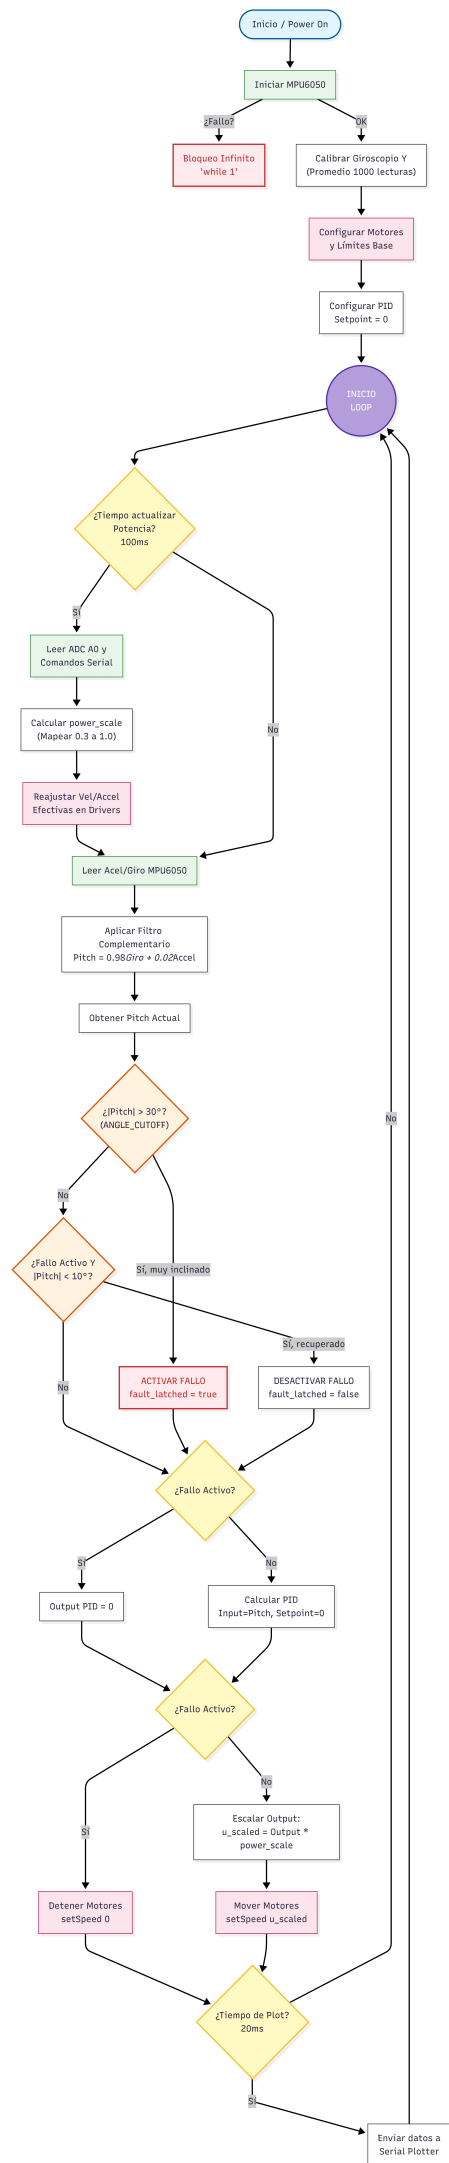 Inicio / Power On
Iniciar MPU6050
¿Fallo?
OK
Bloqueo Infinito
'while 1'
Calibrar Giroscopio Y
(Promedio 1000 lecturas)
Configurar Motores
y Límites Base
Configurar PID
Setpoint = 0
INICIO
LOOP
¿Tiempo actualizar
Potencia?
100ms
Sí
Leer ADC A0 y
Comandos Serial
Calcular power_scale
(Mapear 0.3 a 1.0)
No
Reajustar Vel/Accel
Efectivas en Drivers
Leer Acel/Giro MPU6050
Aplicar Filtro
Complementario
Pitch = 0.98Giro + 0.02Accel
Obtener Pitch Actual
¿|Pitch| > 30°?
(ANGLE_CUTOFF)
No
No
¿Fallo Activo Y
|Pitch| < 10°?
Sí, muy inclinado
Sí, recuperado
No
ACTIVAR FALLO
fault_latched = true
DESACTIVAR FALLO
fault_latched = false
¿Fallo Activo?
Sí
No
Output PID = 0
Calcular PID
Input=Pitch, Setpoint=0
¿Fallo Activo?
No
Sí
Escalar Output:
u_scaled = Output *
power_scale
Detener Motores
setSpeed 0
Mover Motores
setSpeed u_scaled
¿Tiempo de Plot?
20ms
Sí
Enviar datos a
Serial Plotter